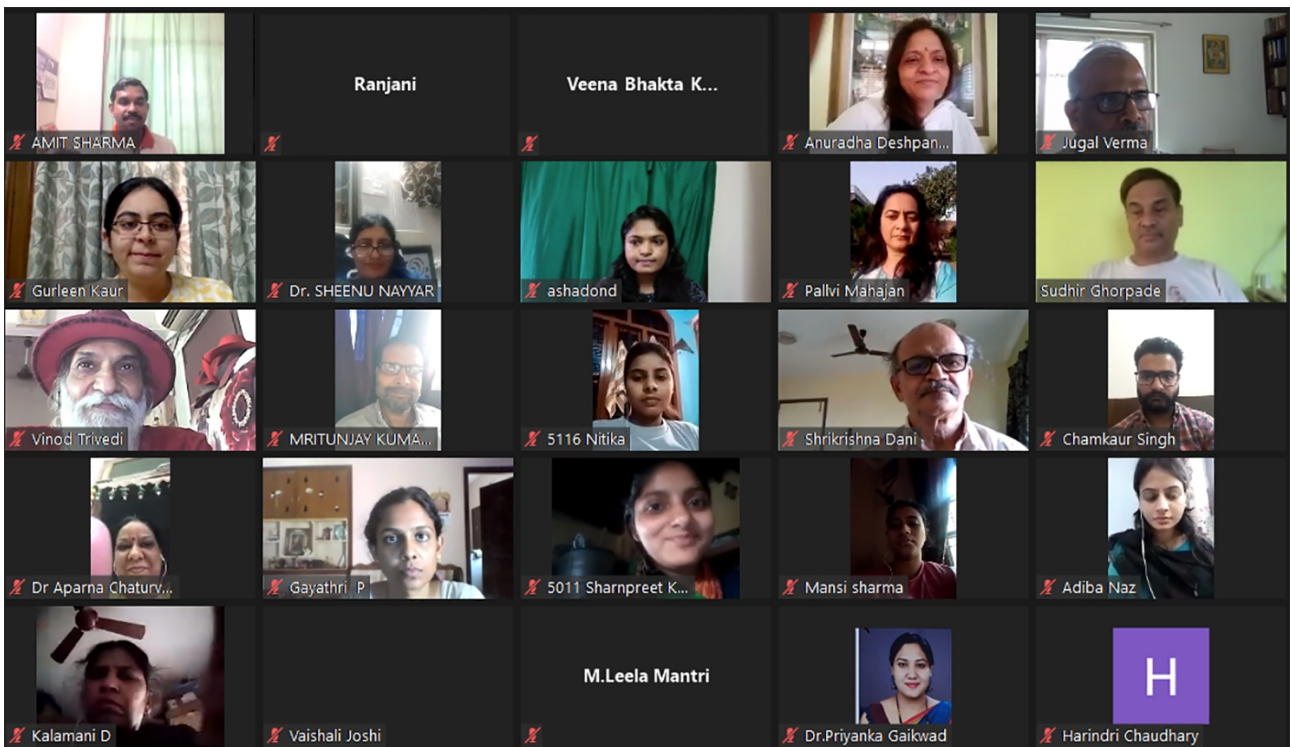 AMIT SHARMA
Ranjani
Veena Bhakta K...
Anuradha Deshpan...
Jugal Verma
Gurleen Kaur
Dr. SHEENU NAYYAR
ashadond
Pallvi Mahajan
Sudhir Ghorpade
Vinod Trivedi
MRITUNJAY KUMA...
5116 Nitika
Shrikrishna Dani
Chamkaur Singh
Dr Aparna Chaturv...
Gayathri P
5011 Sharnpreet K...
Mansi sharma
Adiba Naz
Kalamani D
Vaishali Joshi
M.Leela Mantri
Dr.Priyanka Gaikwad
H
Harindri Chaudhary